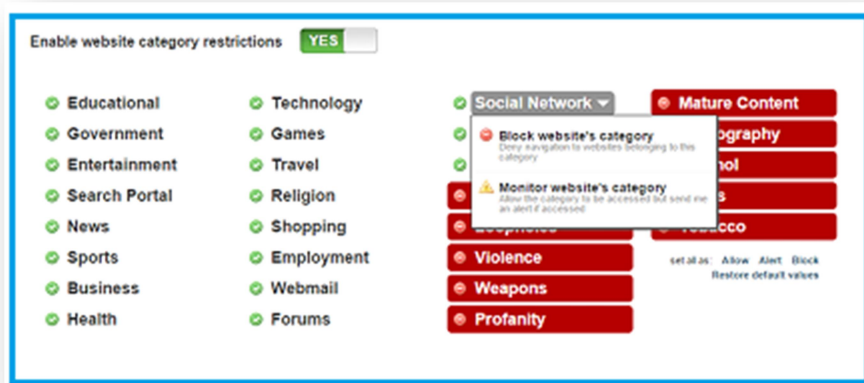 Enable website category restrictions YES
Educational Technology Social Network Mature Content
Government Games Block website's category ography
Deny navigation to websites belonging to this
category
Entertainment Travel
Search Portal Religion Monitor website's category
Allow the category to be accessed but send me
an alert if accessed
News Shopping
Sports Employment Violence set all as: Allow Alert Block
Restore default values
Business Webmail Weapons
Health Forums Profanity